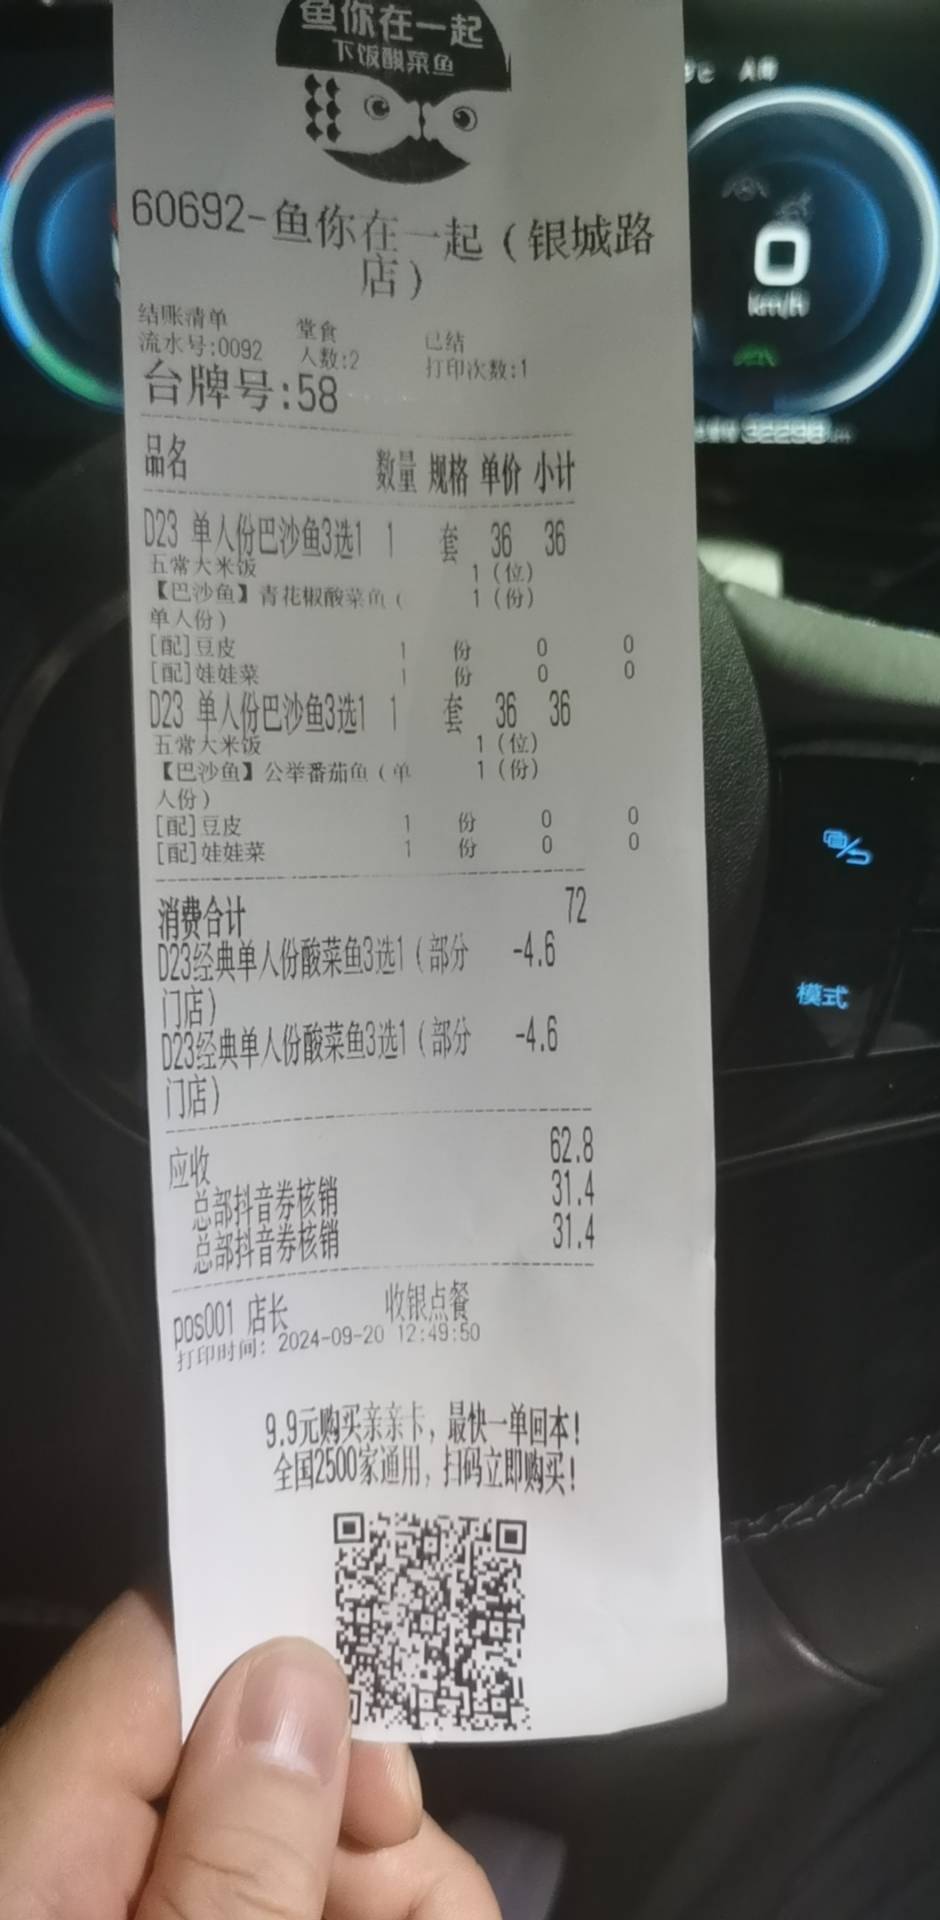 鱼你在一起
下饭酸菜鱼
60692-鱼你在一起（银城路
店）
结账清单 堂食 已结
流水号:0092 人数:2 打印次数:1
台牌号:58
品名 数量 规格 单价 小计
D23 单人份巴沙鱼3选1 1 套 36 36
五常大米饭 1（位）
【巴沙鱼】青花椒酸菜鱼（ 1（份）
单人份）
[配]豆皮 1 份 0 0
[配]娃娃菜 1 份 0 0
D23 单人份巴沙鱼3选1 1 套 36 36
五常大米饭 1（位）
【巴沙鱼】公举番茄鱼（单 1（份）
人份）
[配]豆皮 1 份 0 0
[配]娃娃菜 1 份 0 0
消费合计 72
D23经典单人份酸菜鱼3选1（部分 -4.6
门店）
D23经典单人份酸菜鱼3选1（部分 -4.6
门店）
应收 62.8
总部抖音券核销 31.4
总部抖音券核销 31.4
pos001 店长 收银点餐
打印时间: 2024-09-20 12:49:50
9.9元购买亲亲卡，最快一单回本！
全国2500家通用，扫码立即购买！
0
km/h
模式